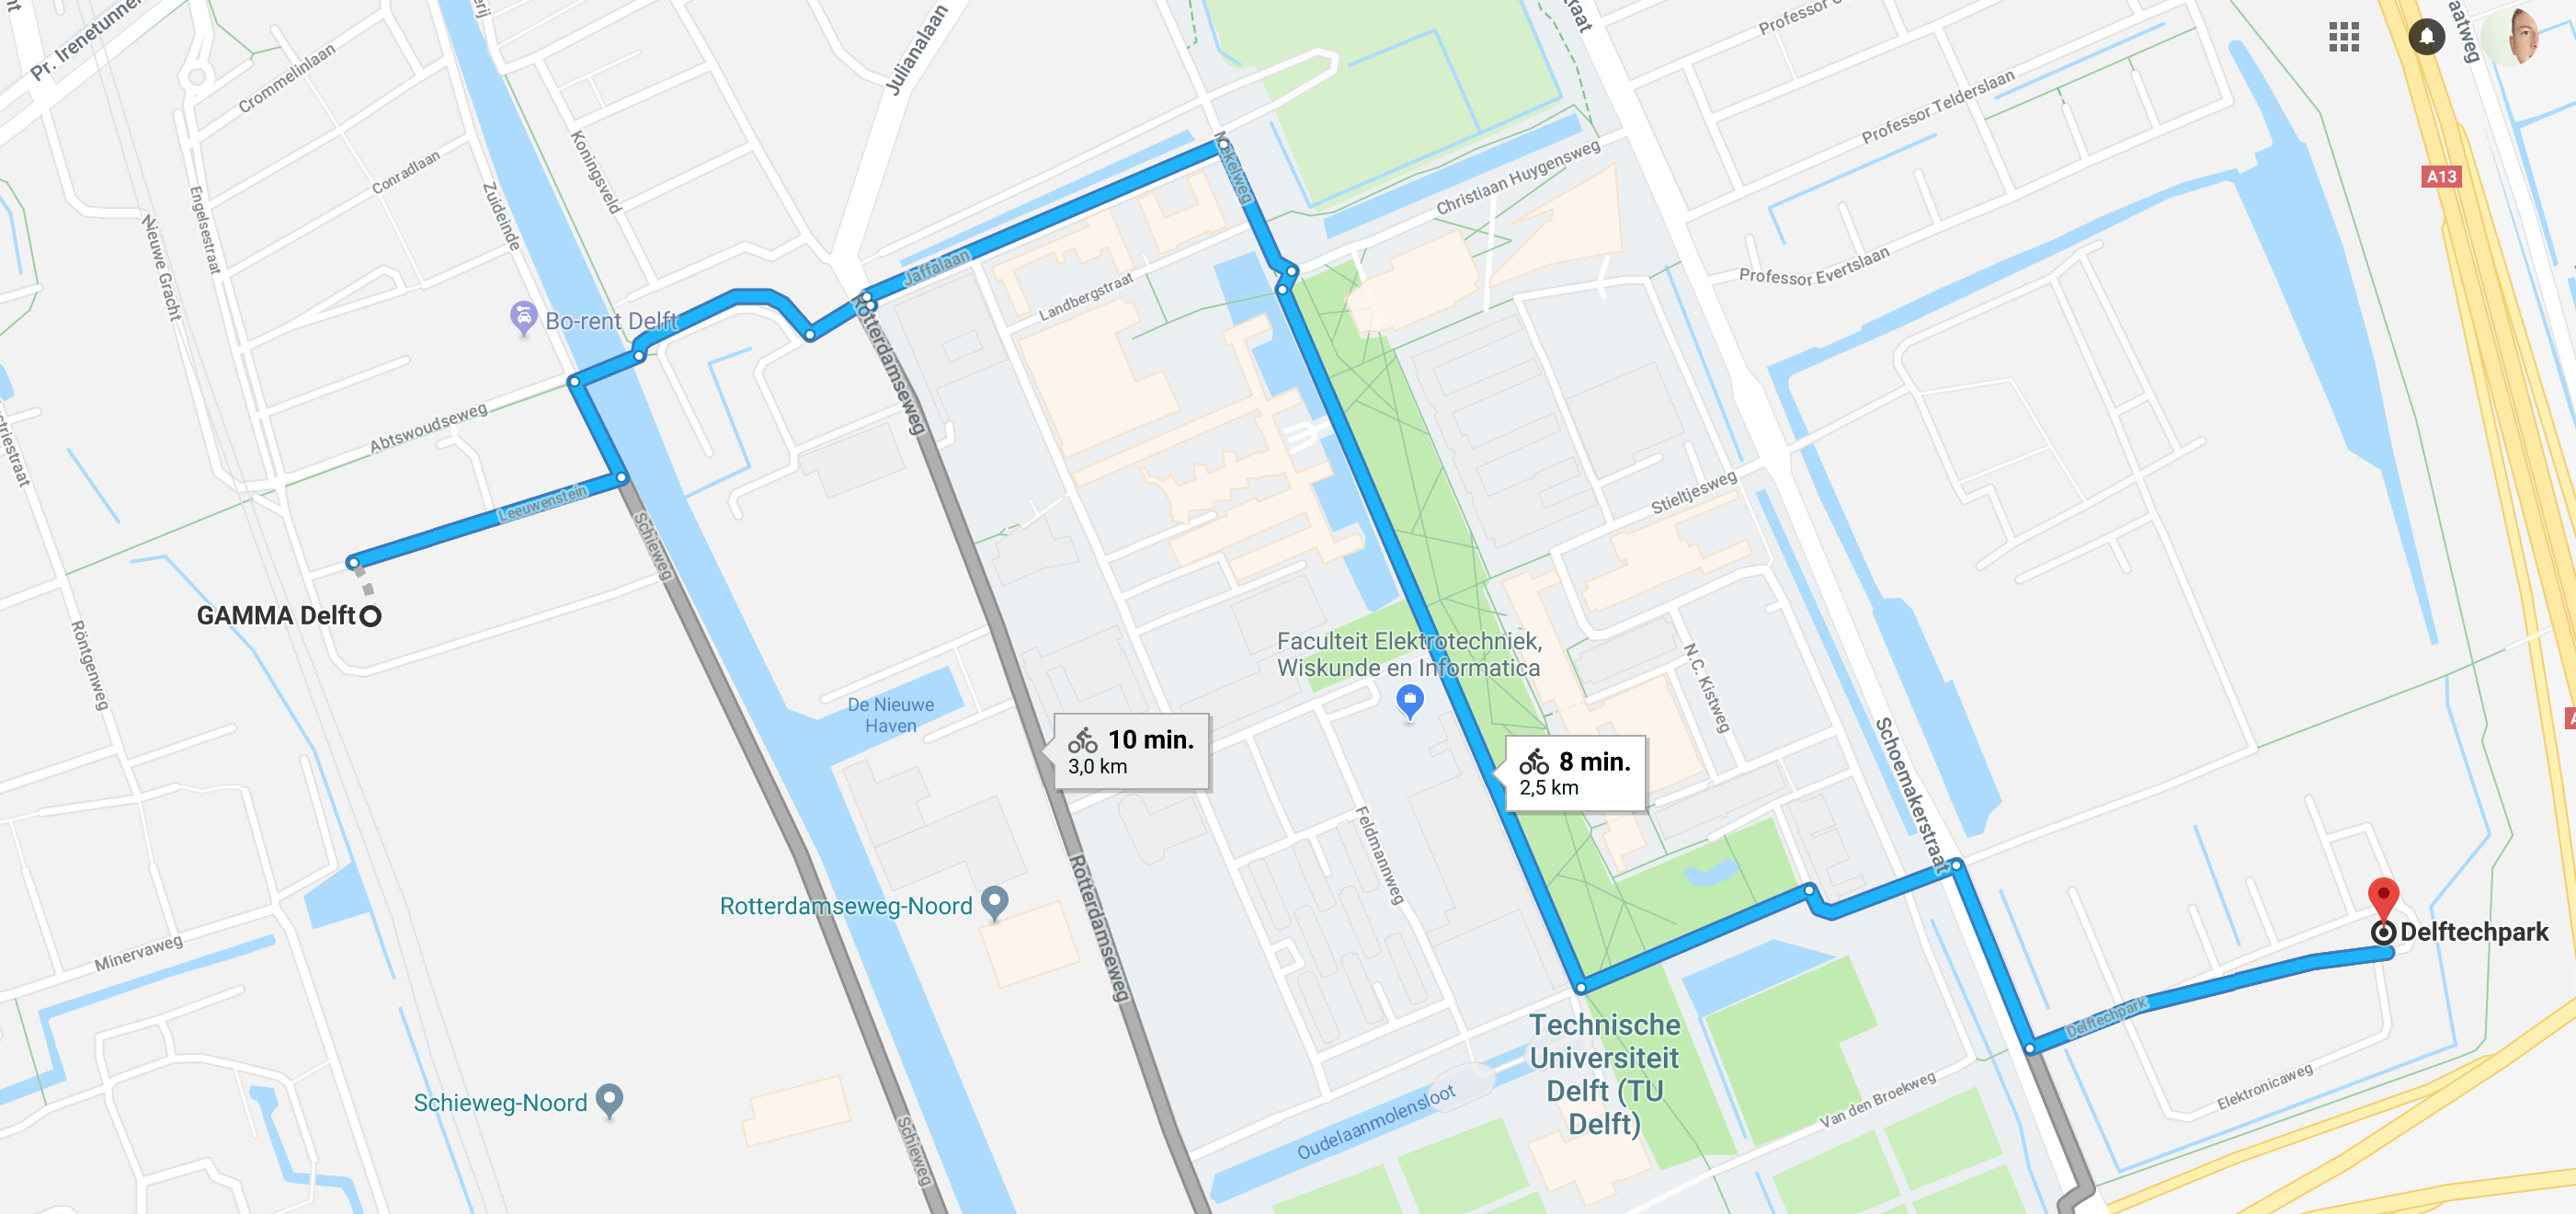 Pr. Irenetunnel
Crommelinlaan
Julianalaan
Professor Telderslaan
A13
Conradlaan
Koningsveld
Engelsestraat
Zuideinde
Nieuwe Gracht
Mekelweg
Christiaan Huygensweg
Professor Evertslaan
Jaffalaan
Landbergstraat
Bo-rent Delft
Rotterdamseweg
Abtswoudseweg
Stieltjesweg
Leeuwenstein
Schieweg
GAMMA Delft
Röntgenweg
Faculteit Elektrotechniek,
Wiskunde en Informatica
N.C. Kistweg
De Nieuwe
Haven
10 min.
3,0 km
8 min.
2,5 km
Schoemakerstraat
Feldmannweg
Rotterdamseweg-Noord
Rotterdamseweg
Delftechpark
Minervaweg
Delftechpark
Technische
Universiteit
Delft (TU
Delft)
Schieweg-Noord
Schieweg
Oudelaanmolensloot
Van den Broekweg
Elektronicaweg